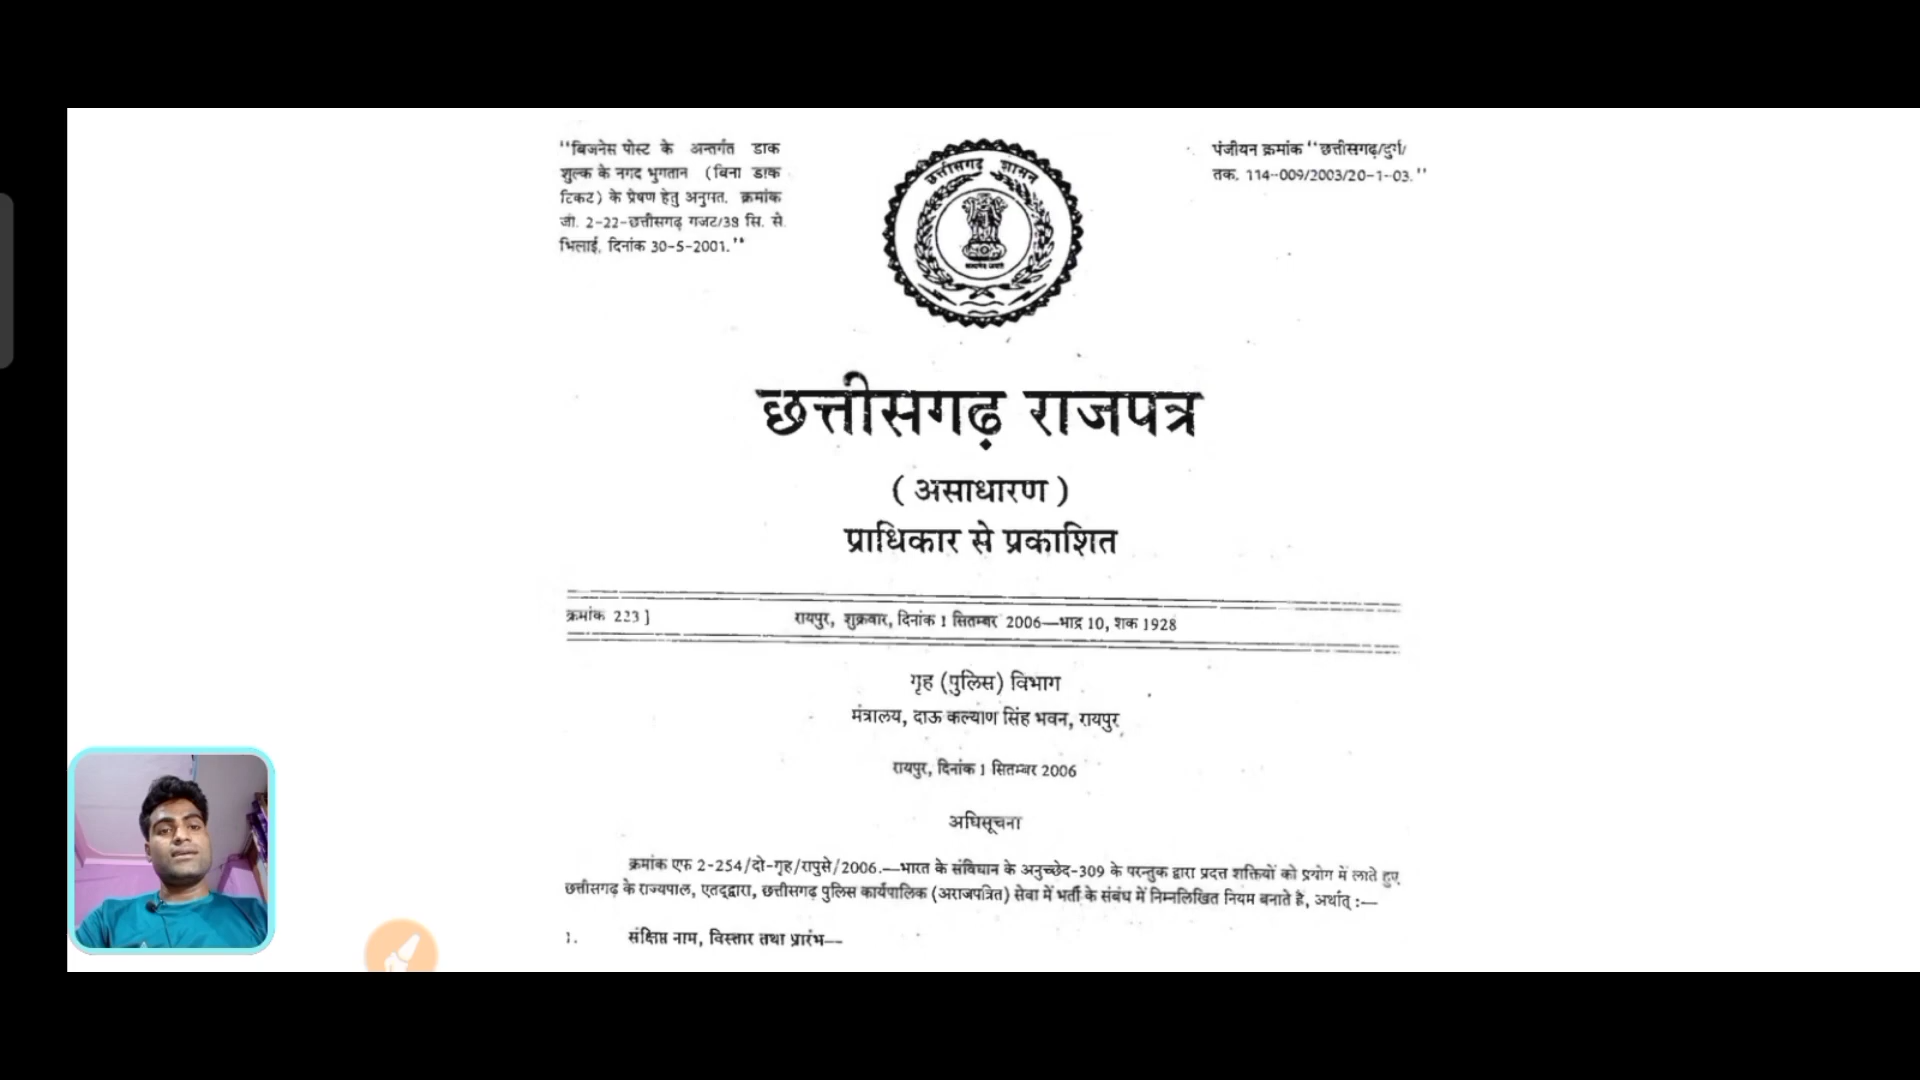 "बिजनेस पोस्ट के अन्तर्गत डाक
शुल्क के नगद भुगतान (बिना डाक
टिकट) के प्रेषण हेतु अनुमत. क्रमांक
जी. 2-22-छत्तीसगढ़ गजट/38 सि. से.
भिलाई, दिनांक 30-5-2001."
पंजीयन क्रमांक "छत्तीसगढ़/दुर्ग/
तक. 114-009/2003/20-1-03."
छत्तीसगढ़ शासन
सत्यमेव जयते
छत्तीसगढ़ राजपत्र
( असाधारण )
प्राधिकार से प्रकाशित
क्रमांक 223 ]
रायपुर, शुक्रवार, दिनांक 1 सितम्बर 2006—भाद्र 10, शक 1928
गृह (पुलिस) विभाग
मंत्रालय, दाऊ कल्याण सिंह भवन, रायपुर
रायपुर, दिनांक 1 सितम्बर 2006
अधिसूचना
क्रमांक एफ 2-254/दो-गृह/रापुसे/2006.—भारत के संविधान के अनुच्छेद-309 के परन्तुक द्वारा प्रदत्त शक्तियों को प्रयोग में लाते हुए
छत्तीसगढ़ के राज्यपाल, एतद्द्वारा, छत्तीसगढ़ पुलिस कार्यपालिक (अराजपत्रित) सेवा में भर्ती के संबंध में निम्नलिखित नियम बनाते है, अर्थात् :—
1. संक्षिप्त नाम, विस्तार तथा प्रारंभ—